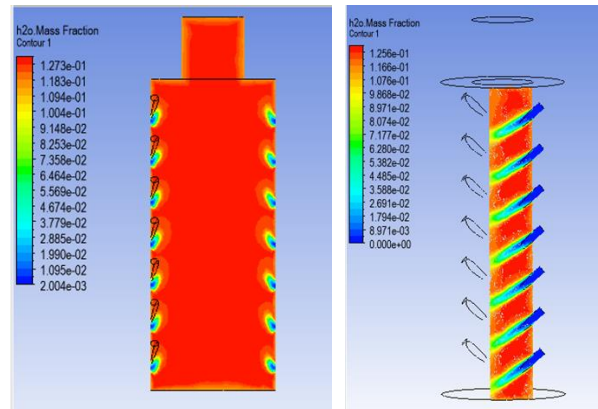 h2o.Mass Fraction
Contour 1
1.273e-01
1.183e-01
1.094e-01
1.004e-01
9.148e-02
8.253e-02
7.358e-02
6.464e-02
5.569e-02
4.674e-02
3.779e-02
2.885e-02
1.990e-02
1.095e-02
2.004e-03
h2o.Mass Fraction
Contour 1
1.256e-01
1.166e-01
1.076e-01
9.868e-02
8.971e-02
8.074e-02
7.177e-02
6.280e-02
5.382e-02
4.485e-02
3.588e-02
2.691e-02
1.794e-02
8.971e-03
0.000e+00